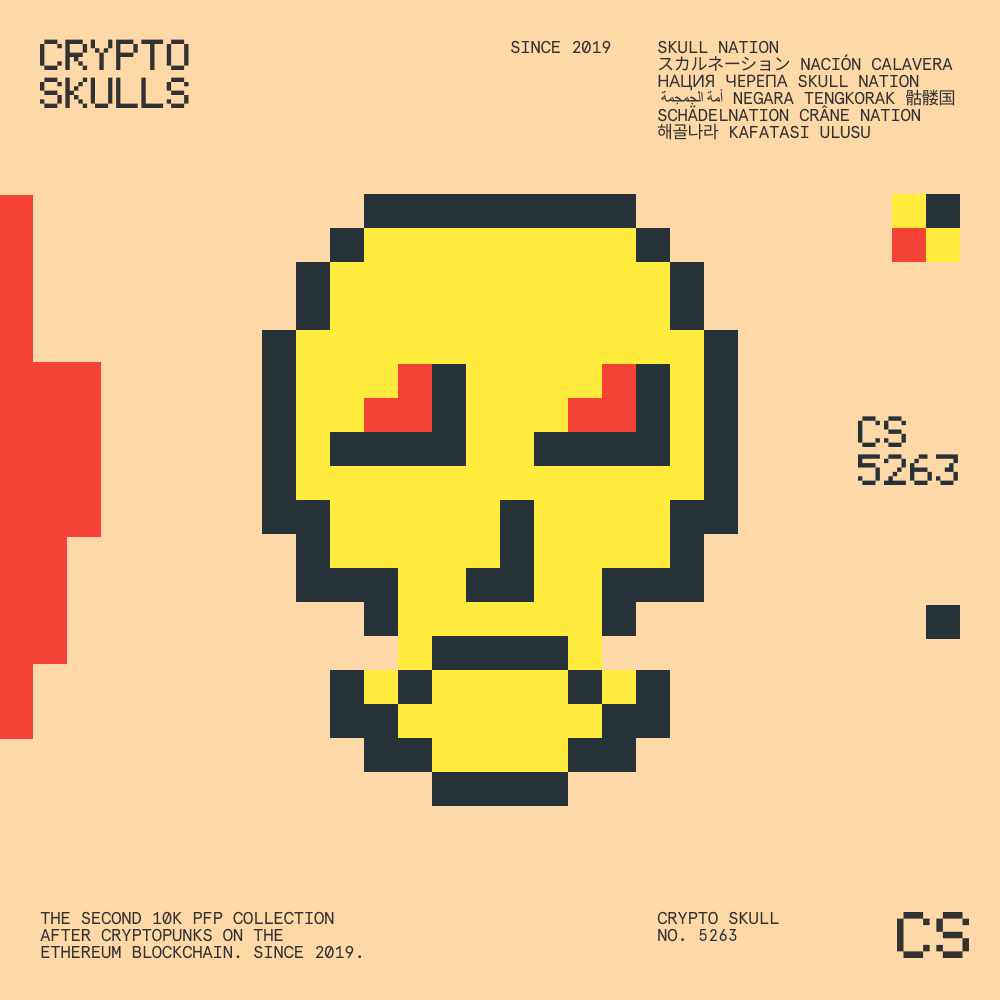 CRYPTO
SKULLS
SINCE 2019
SKULL NATION
スカルネーション NACIÓN CALAVERA
НАЦИЯ ЧЕРЕПА SKULL NATION
أمة الجمجمة NEGARA TENGKORAK 骷髅国
SCHÄDELNATION CRÂNE NATION
해골나라 KAFATASI ULUSU
CS
5263
THE SECOND 10K PFP COLLECTION
AFTER CRYPTOPUNKS ON THE
ETHEREUM BLOCKCHAIN. SINCE 2019.
CRYPTO SKULL
NO. 5263
CS